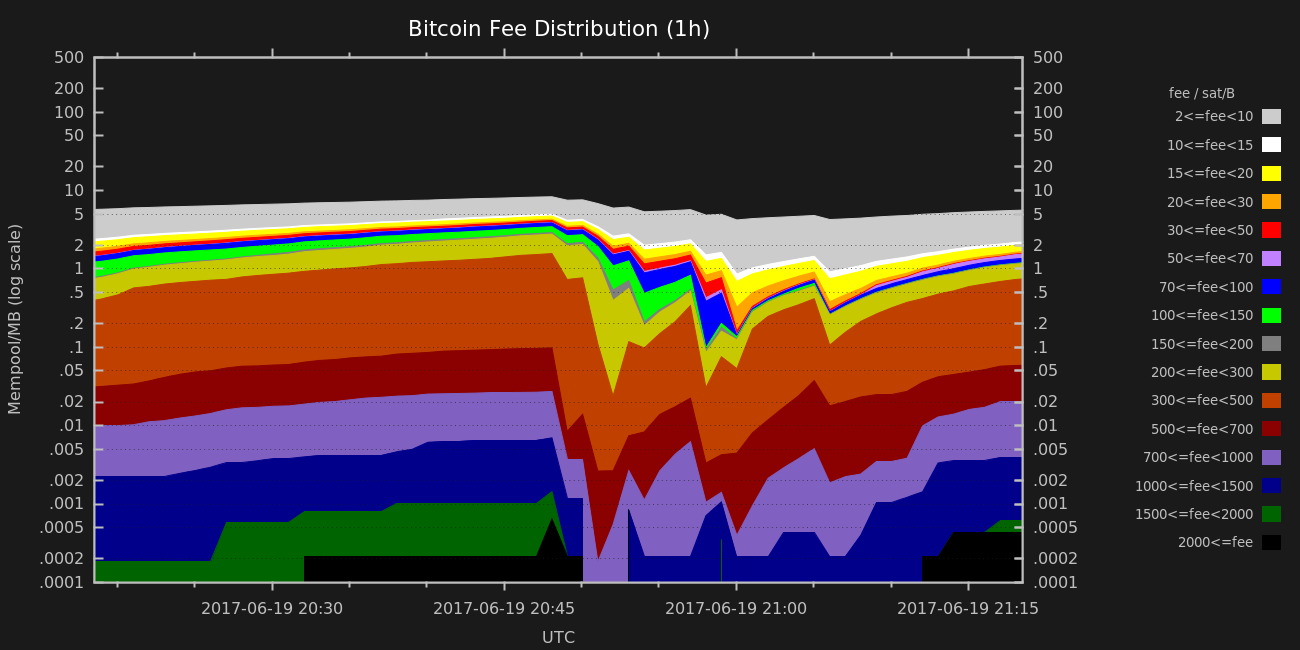 Bitcoin Fee Distribution (1h)
500
200
100
50
20
10
5
2
1
.5
.2
.1
.05
.02
.01
.005
.002
.001
.0005
.0002
.0001
Mempool/MB (log scale)
500
200
100
50
20
10
5
2
1
.5
.2
.1
.05
.02
.01
.005
.002
.001
.0005
.0002
.0001
2017-06-19 20:30
2017-06-19 20:45
2017-06-19 21:00
2017-06-19 21:15
UTC
fee / sat/B
2<=fee<10
10<=fee<15
15<=fee<20
20<=fee<30
30<=fee<50
50<=fee<70
70<=fee<100
100<=fee<150
150<=fee<200
200<=fee<300
300<=fee<500
500<=fee<700
700<=fee<1000
1000<=fee<1500
1500<=fee<2000
2000<=fee